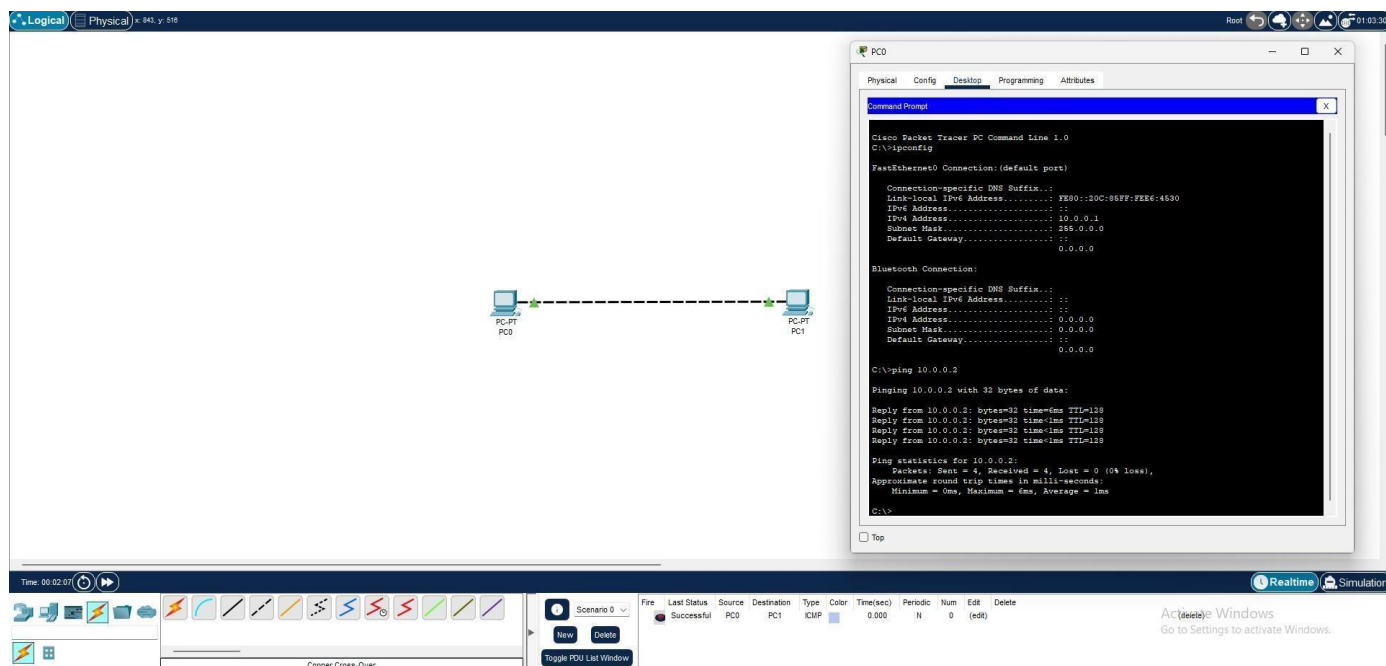 Logical Physical x: 843, y: 516 Root 01:03:30
PC0
Physical Config Desktop Programming Attributes
Command Prompt X
Cisco Packet Tracer PC Command Line 1.0
C:\>ipconfig
FastEthernet0 Connection:(default port)
Connection-specific DNS Suffix..:
Link-local IPv6 Address.........: FE80::20C:85FF:FEE6:4530
IPv6 Address....................: ::
IPv4 Address....................: 10.0.0.1
Subnet Mask.....................: 255.0.0.0
Default Gateway.................: ::
0.0.0.0
Bluetooth Connection:
Connection-specific DNS Suffix..:
Link-local IPv6 Address.........: ::
IPv6 Address....................: ::
IPv4 Address....................: 0.0.0.0
Subnet Mask.....................: 0.0.0.0
Default Gateway.................: ::
0.0.0.0
C:\>ping 10.0.0.2
Pinging 10.0.0.2 with 32 bytes of data:
Reply from 10.0.0.2: bytes=32 time=6ms TTL=128
Reply from 10.0.0.2: bytes=32 time<1ms TTL=128
Reply from 10.0.0.2: bytes=32 time<1ms TTL=128
Reply from 10.0.0.2: bytes=32 time<1ms TTL=128
Ping statistics for 10.0.0.2:
Packets: Sent = 4, Received = 4, Lost = 0 (0% loss),
Approximate round trip times in milli-seconds:
Minimum = 0ms, Maximum = 6ms, Average = 1ms
C:\>
Top
PC-PT PC-PT
PC0 PC1
Time: 00:02:07 Realtime Simulation
Scenario 0 Fire Last Status Source Destination Type Color Time(sec) Periodic Num Edit Delete
Successful PC0 PC1 ICMP 0.000 N 0 (edit) (delete)
New Delete
Toggle PDU List Window
Copper Cross-Over
Activate Windows
Go to Settings to activate Windows.